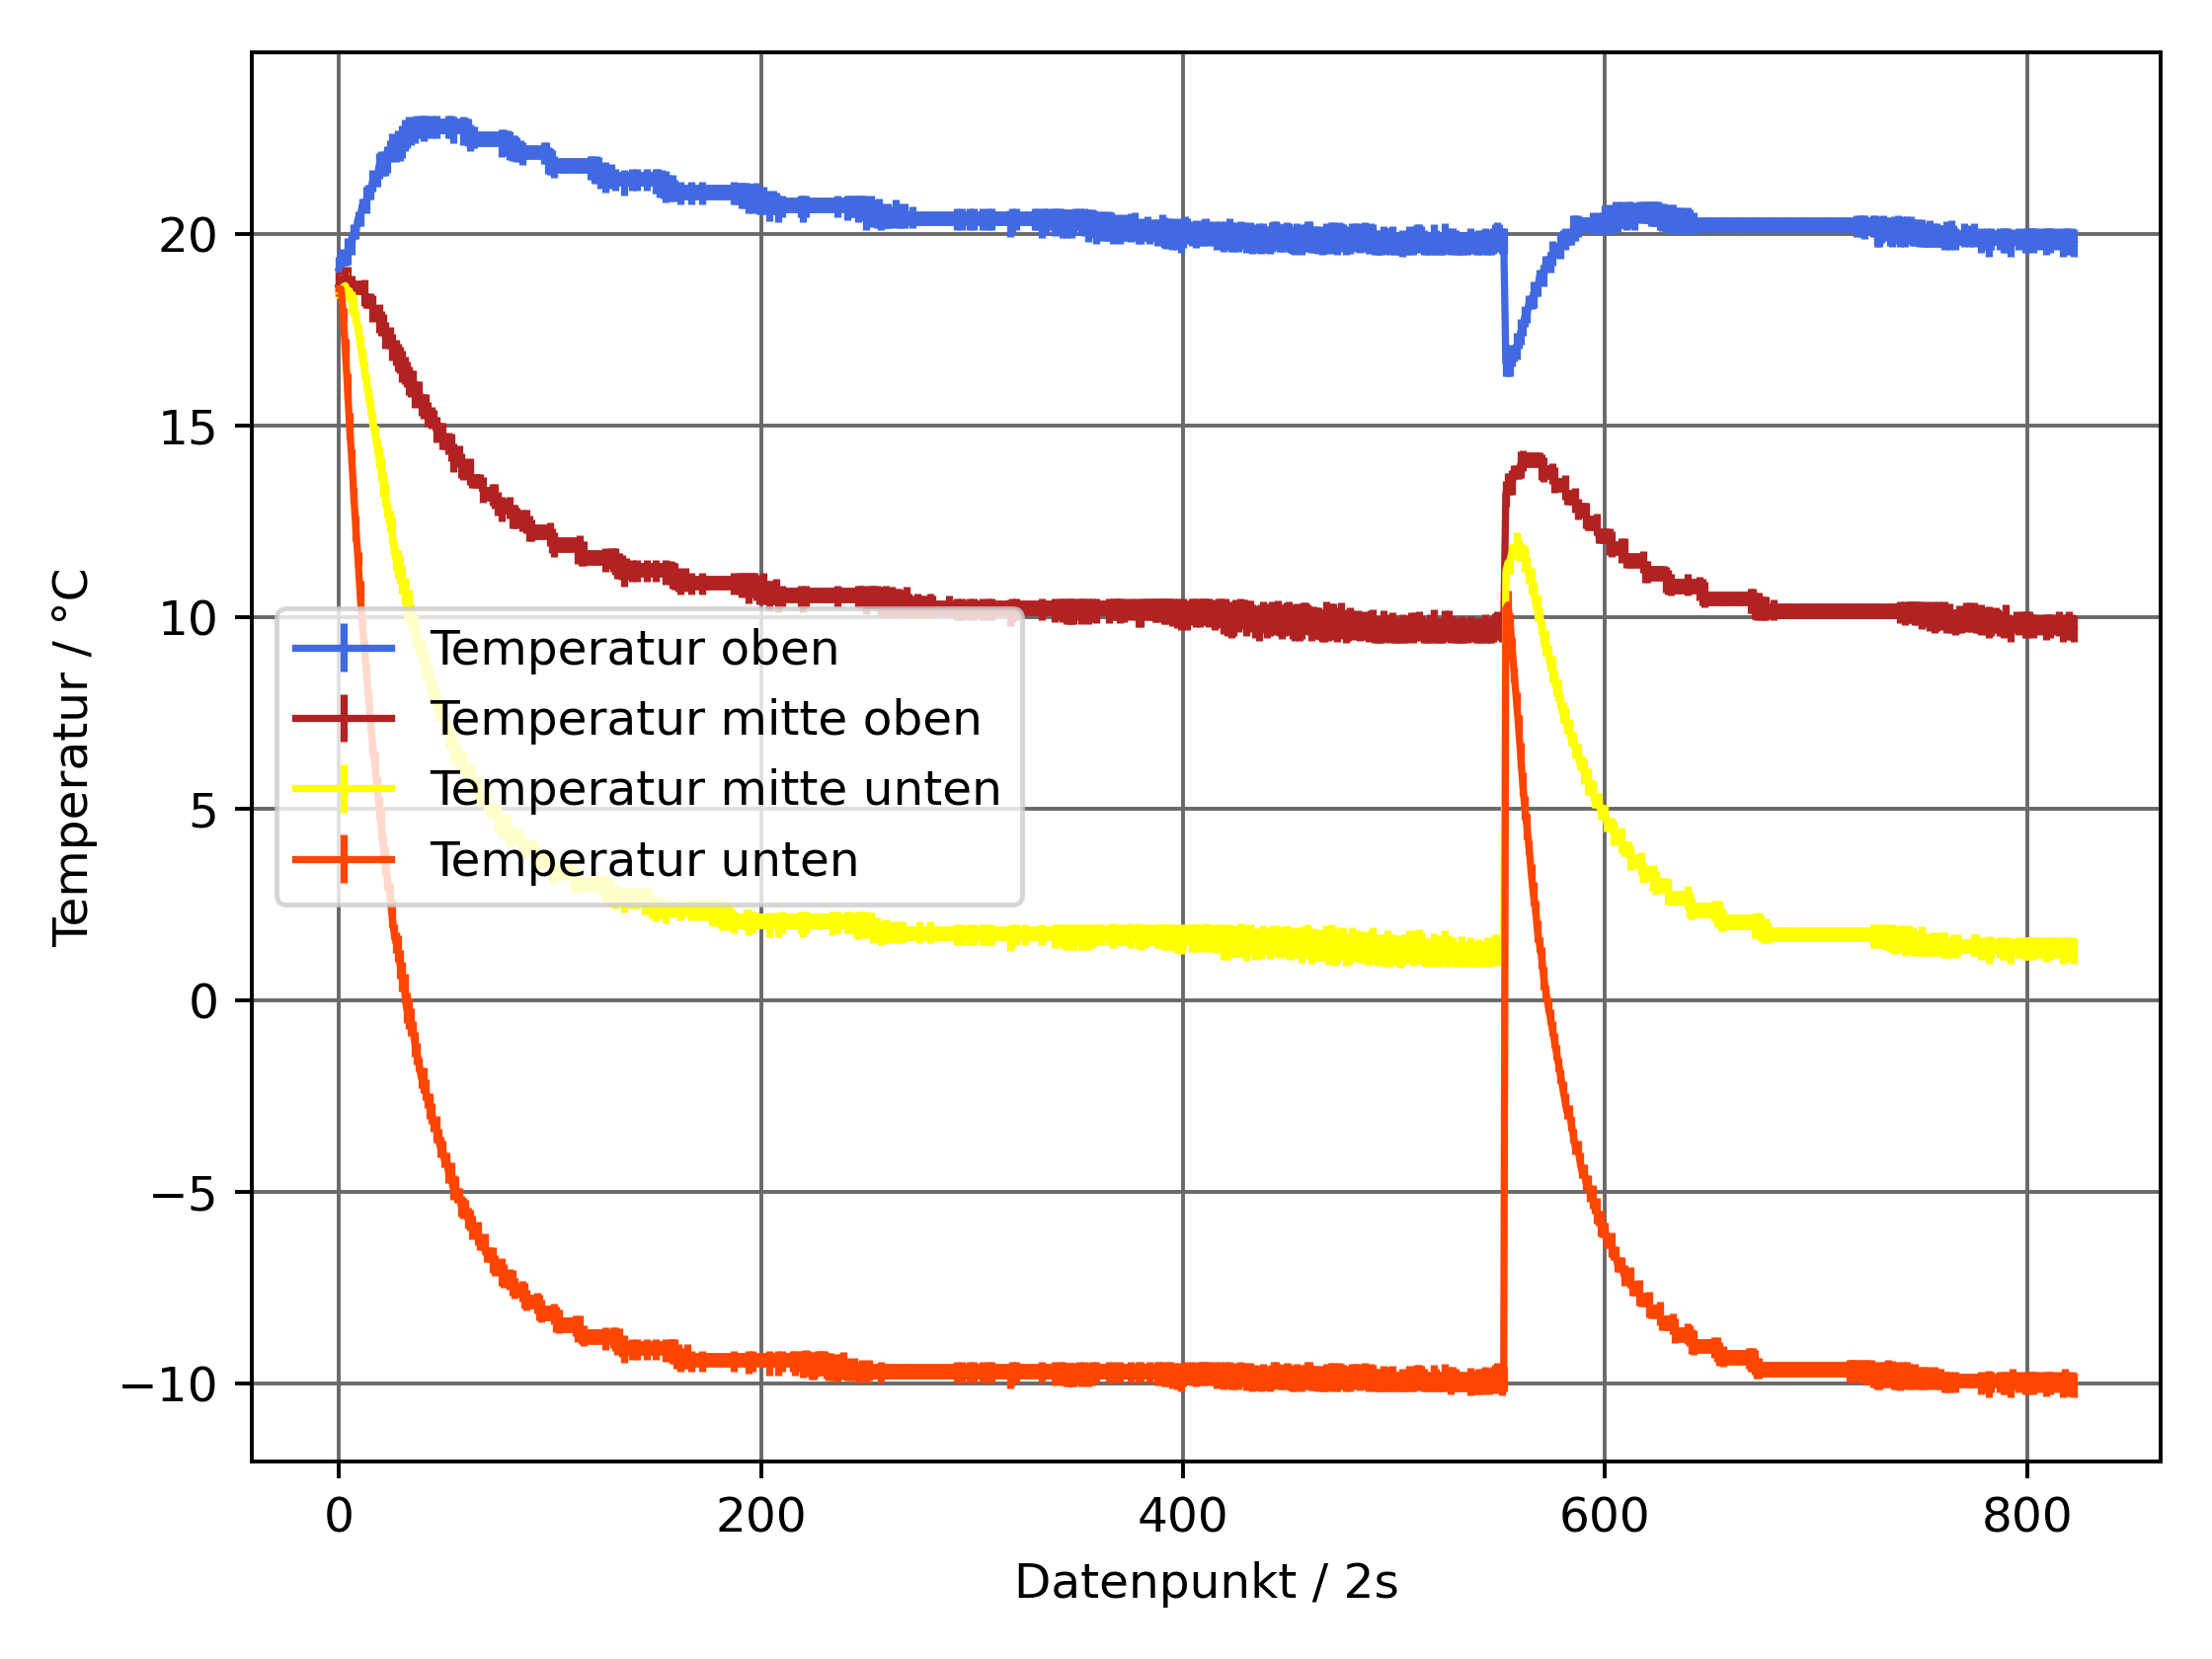 20
15
10
5
0
−5
−10
Temperatur / °C
Temperatur oben
Temperatur mitte oben
Temperatur mitte unten
Temperatur unten
0 200 400 600 800
Datenpunkt / 2s